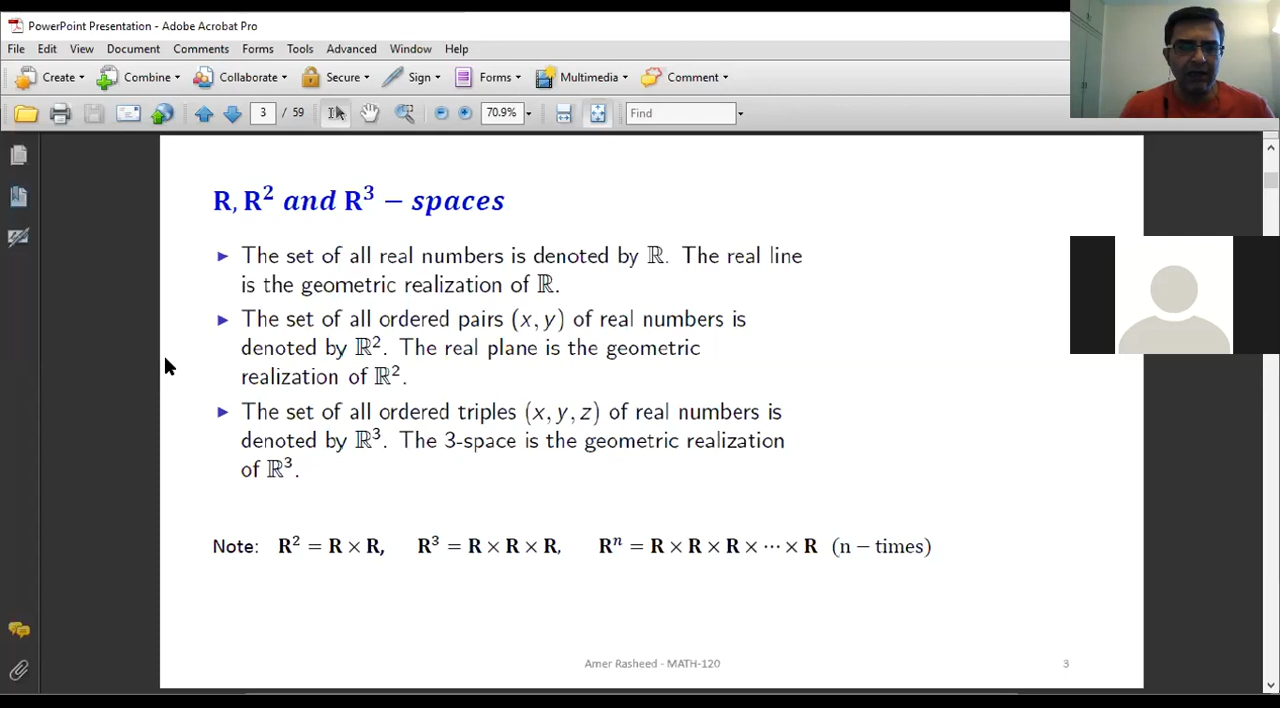 PowerPoint Presentation - Adobe Acrobat Pro
File Edit View Document Comments Forms Tools Advanced Window Help
Create Combine Collaborate Secure Sign Forms Multimedia Comment
3 / 59 70.9% Find
R, R² and R³ − spaces
The set of all real numbers is denoted by ℝ. The real line
is the geometric realization of ℝ.
The set of all ordered pairs (x, y) of real numbers is
denoted by ℝ². The real plane is the geometric
realization of ℝ².
The set of all ordered triples (x, y, z) of real numbers is
denoted by ℝ³. The 3-space is the geometric realization
of ℝ³.
Note: R² = R × R, R³ = R × R × R, Rⁿ = R × R × R × ⋯ × R (n − times)
Amer Rasheed - MATH-120 3